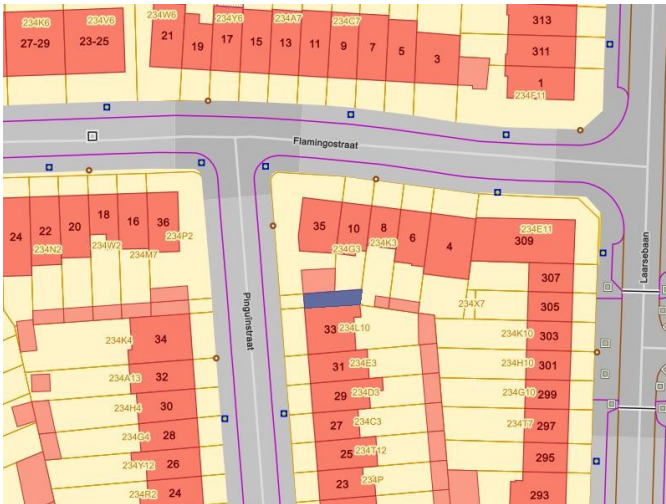 234K6
234V6
234W6
234Y6
234A7
234C7
27-29
23-25
21
19
17
15
13
11
9
7
5
3
313
311
1
234F11
Flamingostraat
Laarsebaan
Pinguïnstraat
24
22
20
18
16
36
234N2
234W2
234M7
234P2
35
10
8
6
4
309
234E11
234G3
234K3
307
305
234X7
33
234L10
303
234K10
31
234E3
301
234H10
29
234D3
299
234G10
27
234C3
297
234T7
25
234T12
295
23
234P
293
34
234K4
32
234A13
30
234H4
28
234G4
26
234Y12
24
234R2